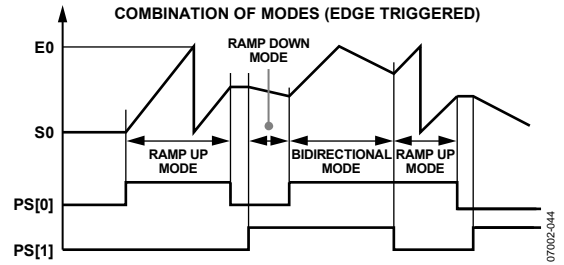 COMBINATION OF MODES (EDGE TRIGGERED)
E0
RAMP DOWN
MODE
S0
RAMP UP
MODE
BIDIRECTIONAL
MODE
RAMP UP
MODE
PS[0]
PS[1]
07002-044